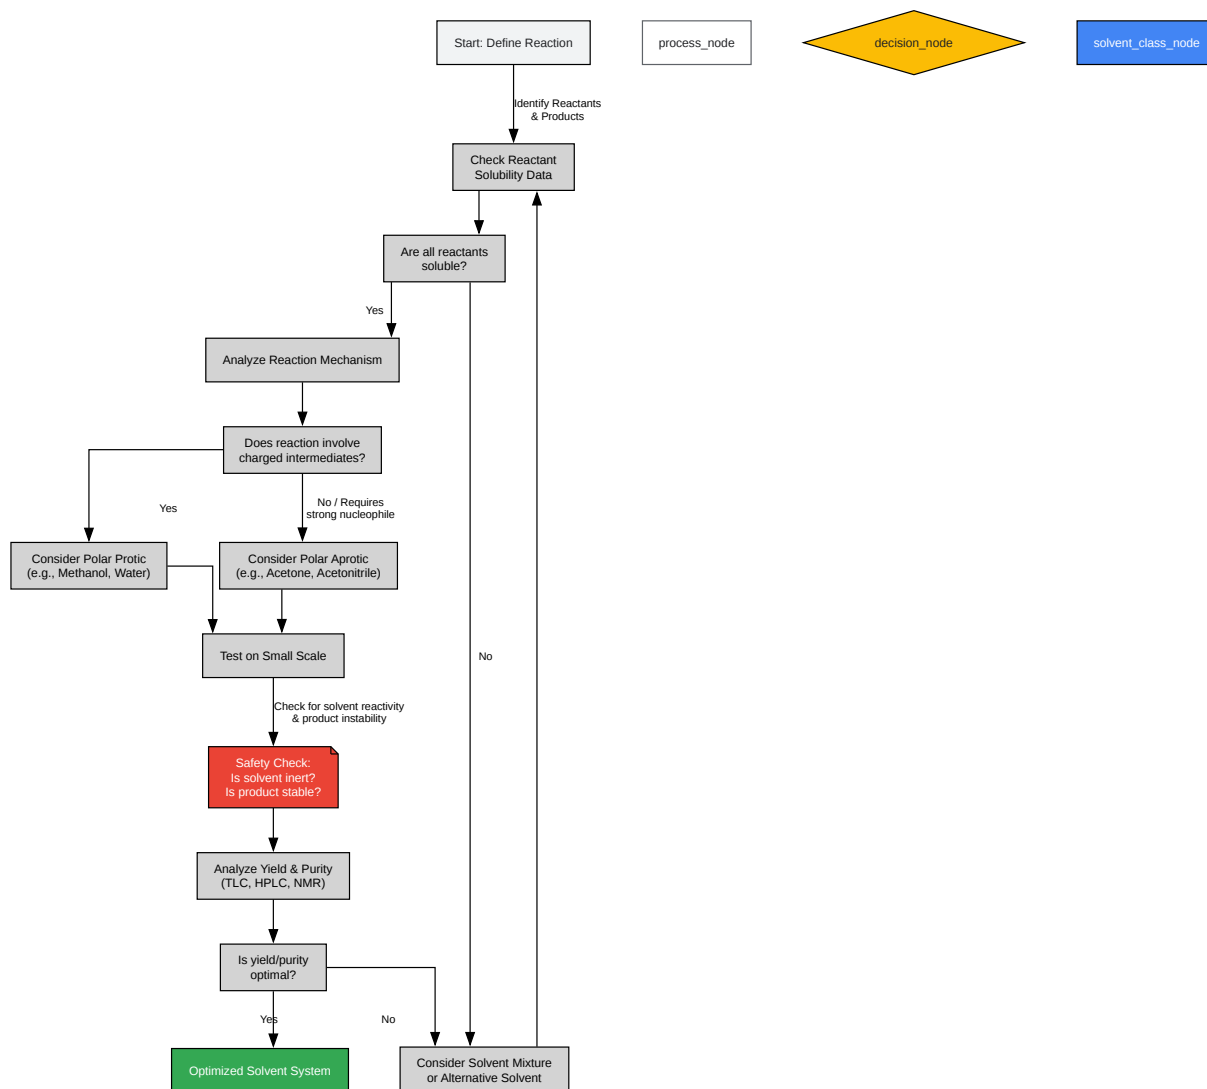 Start: Define Reaction
process_node
decision_node
solvent_class_node
Identify Reactants
& Products
Check Reactant
Solubility Data
Are all reactants
soluble?
Yes
Analyze Reaction Mechanism
Does reaction involve
charged intermediates?
Yes
No / Requires
strong nucleophile
Consider Polar Protic
(e.g., Methanol, Water)
Consider Polar Aprotic
(e.g., Acetone, Acetonitrile)
Test on Small Scale
No
Check for solvent reactivity
& product instability
Safety Check:
Is solvent inert?
Is product stable?
Analyze Yield & Purity
(TLC, HPLC, NMR)
Is yield/purity
optimal?
Yes
No
Optimized Solvent System
Consider Solvent Mixture
or Alternative Solvent